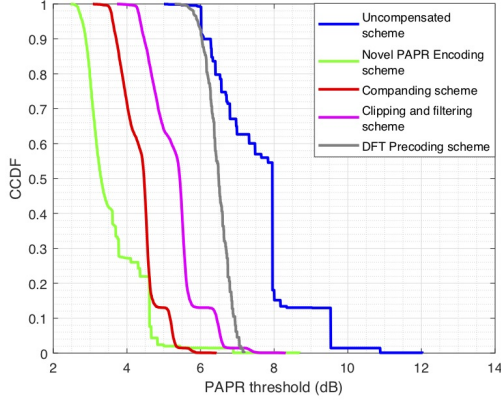 1
0.9
0.8
0.7
0.6
0.5
0.4
0.3
0.2
0.1
0
CCDF
2
4
6
8
10
12
14
PAPR threshold (dB)
Uncompensated
scheme
Novel PAPR Encoding
scheme
Companding scheme
Clipping and filtering
scheme
DFT Precoding scheme